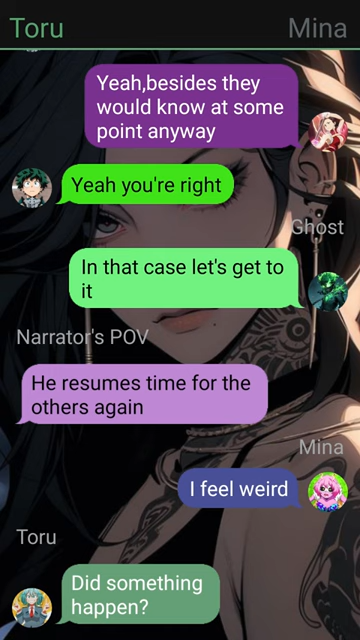 Toru
Mina
Yeah,besides they
would know at some
point anyway
Yeah you're right
Ghost
In that case let's get to
it
Narrator's POV
He resumes time for the
others again
Mina
I feel weird
Toru
Did something
happen?